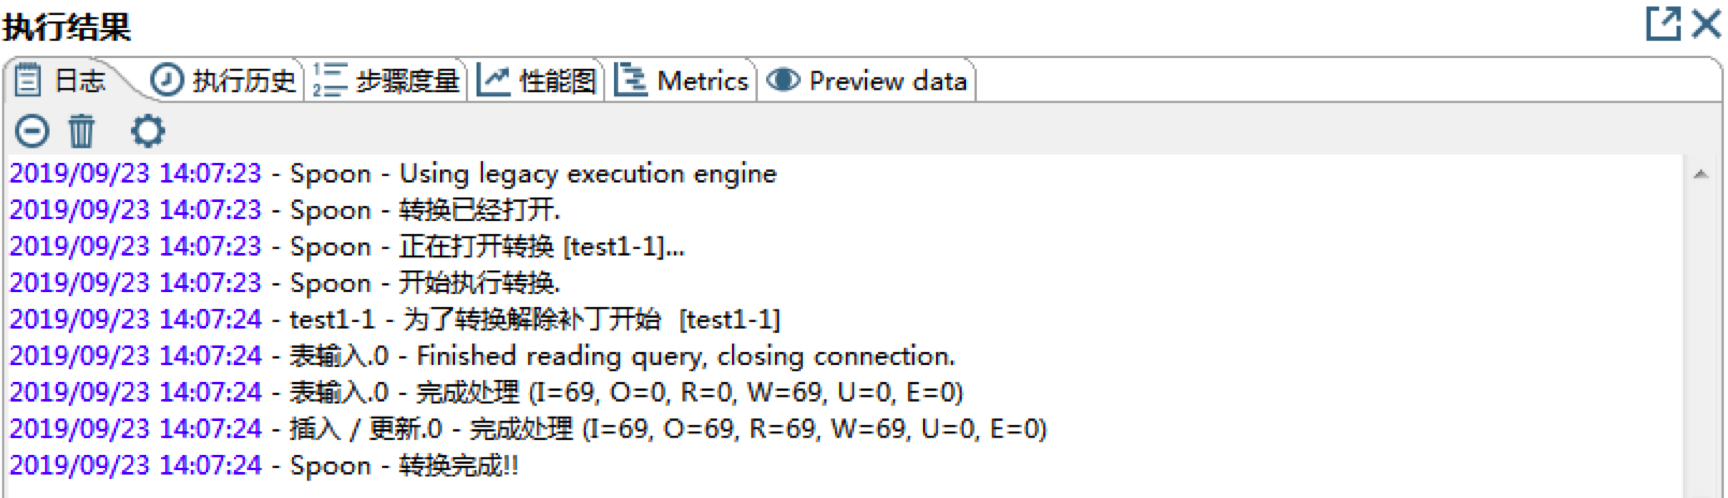 执行结果
日志 执行历史 步骤度量 性能图 Metrics Preview data
2019/09/23 14:07:23 - Spoon - Using legacy execution engine
2019/09/23 14:07:23 - Spoon - 转换已经打开.
2019/09/23 14:07:23 - Spoon - 正在打开转换 [test1-1]...
2019/09/23 14:07:23 - Spoon - 开始执行转换.
2019/09/23 14:07:24 - test1-1 - 为了转换解除补丁开始  [test1-1]
2019/09/23 14:07:24 - 表输入.0 - Finished reading query, closing connection.
2019/09/23 14:07:24 - 表输入.0 - 完成处理 (I=69, O=0, R=0, W=69, U=0, E=0)
2019/09/23 14:07:24 - 插入 / 更新.0 - 完成处理 (I=69, O=69, R=69, W=69, U=0, E=0)
2019/09/23 14:07:24 - Spoon - 转换完成!!